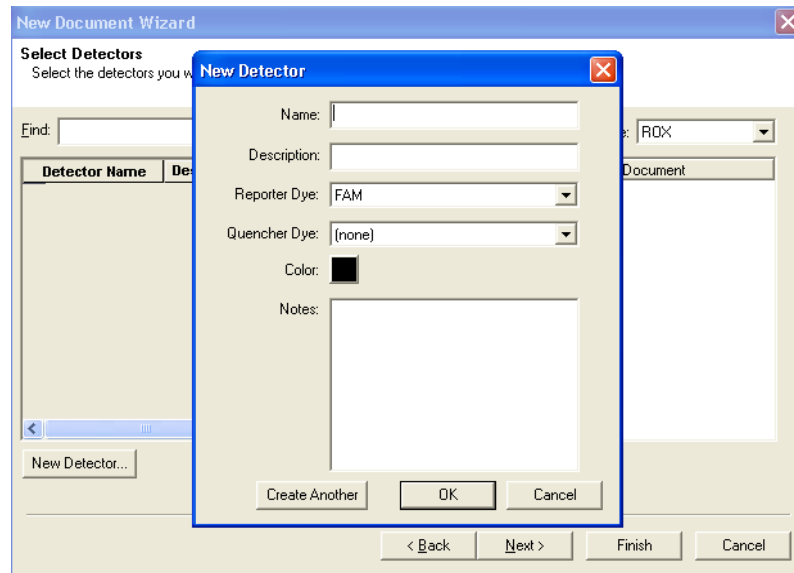 New Document Wizard
Select Detectors
Select the detectors you w
New Detector
Name:
Find:
e: ROX
Description:
Detector Name Des
Document
Reporter Dye: FAM
Quencher Dye: (none)
Color:
Notes:
New Detector...
Create Another OK Cancel
< Back Next > Finish Cancel